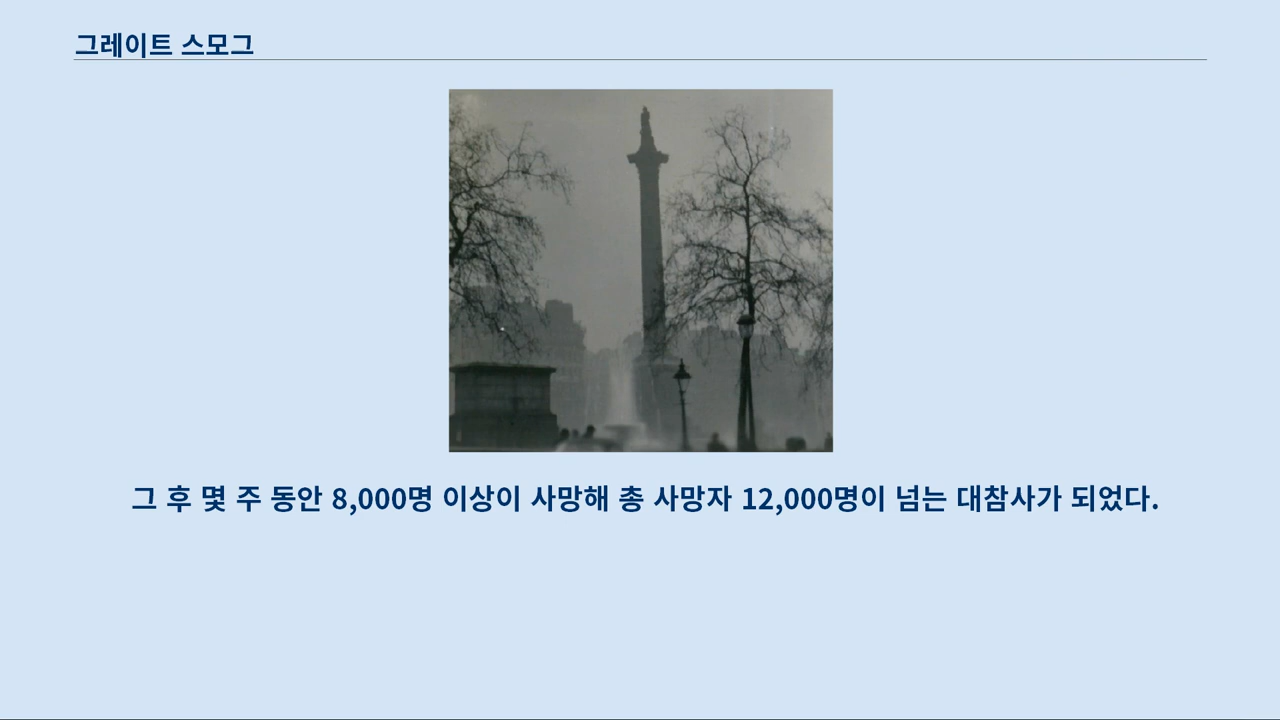 그레이트 스모그
그 후 몇 주 동안 8,000명 이상이 사망해 총 사망자 12,000명이 넘는 대참사가 되었다.